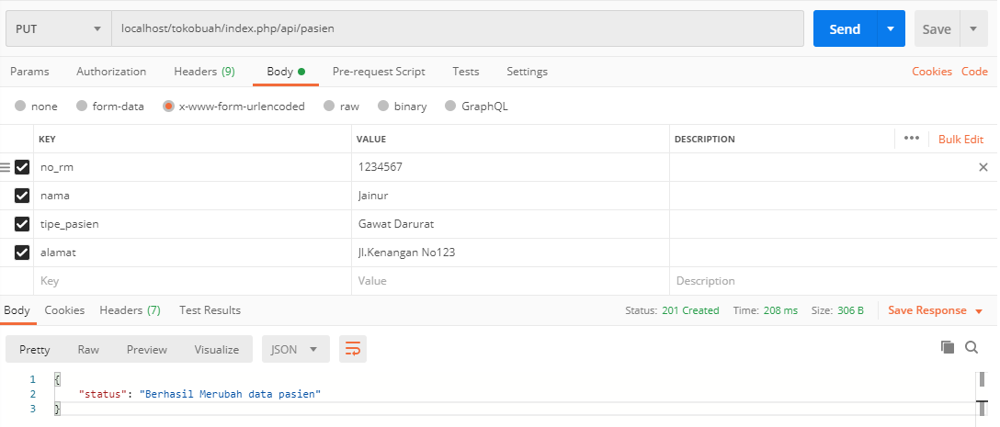 PUT localhost/tokobuah/index.php/api/pasien Send Save
Params Authorization Headers (9) Body Pre-request Script Tests Settings Cookies Code
none form-data x-www-form-urlencoded raw binary GraphQL
KEY VALUE DESCRIPTION ••• Bulk Edit
no_rm 1234567
nama Jainur
tipe_pasien Gawat Darurat
alamat Jl.Kenangan No123
Key Value Description
Body Cookies Headers (7) Test Results Status: 201 Created Time: 208 ms Size: 306 B Save Response
Pretty Raw Preview Visualize JSON
1 {
2 "status": "Berhasil Merubah data pasien"
3 }